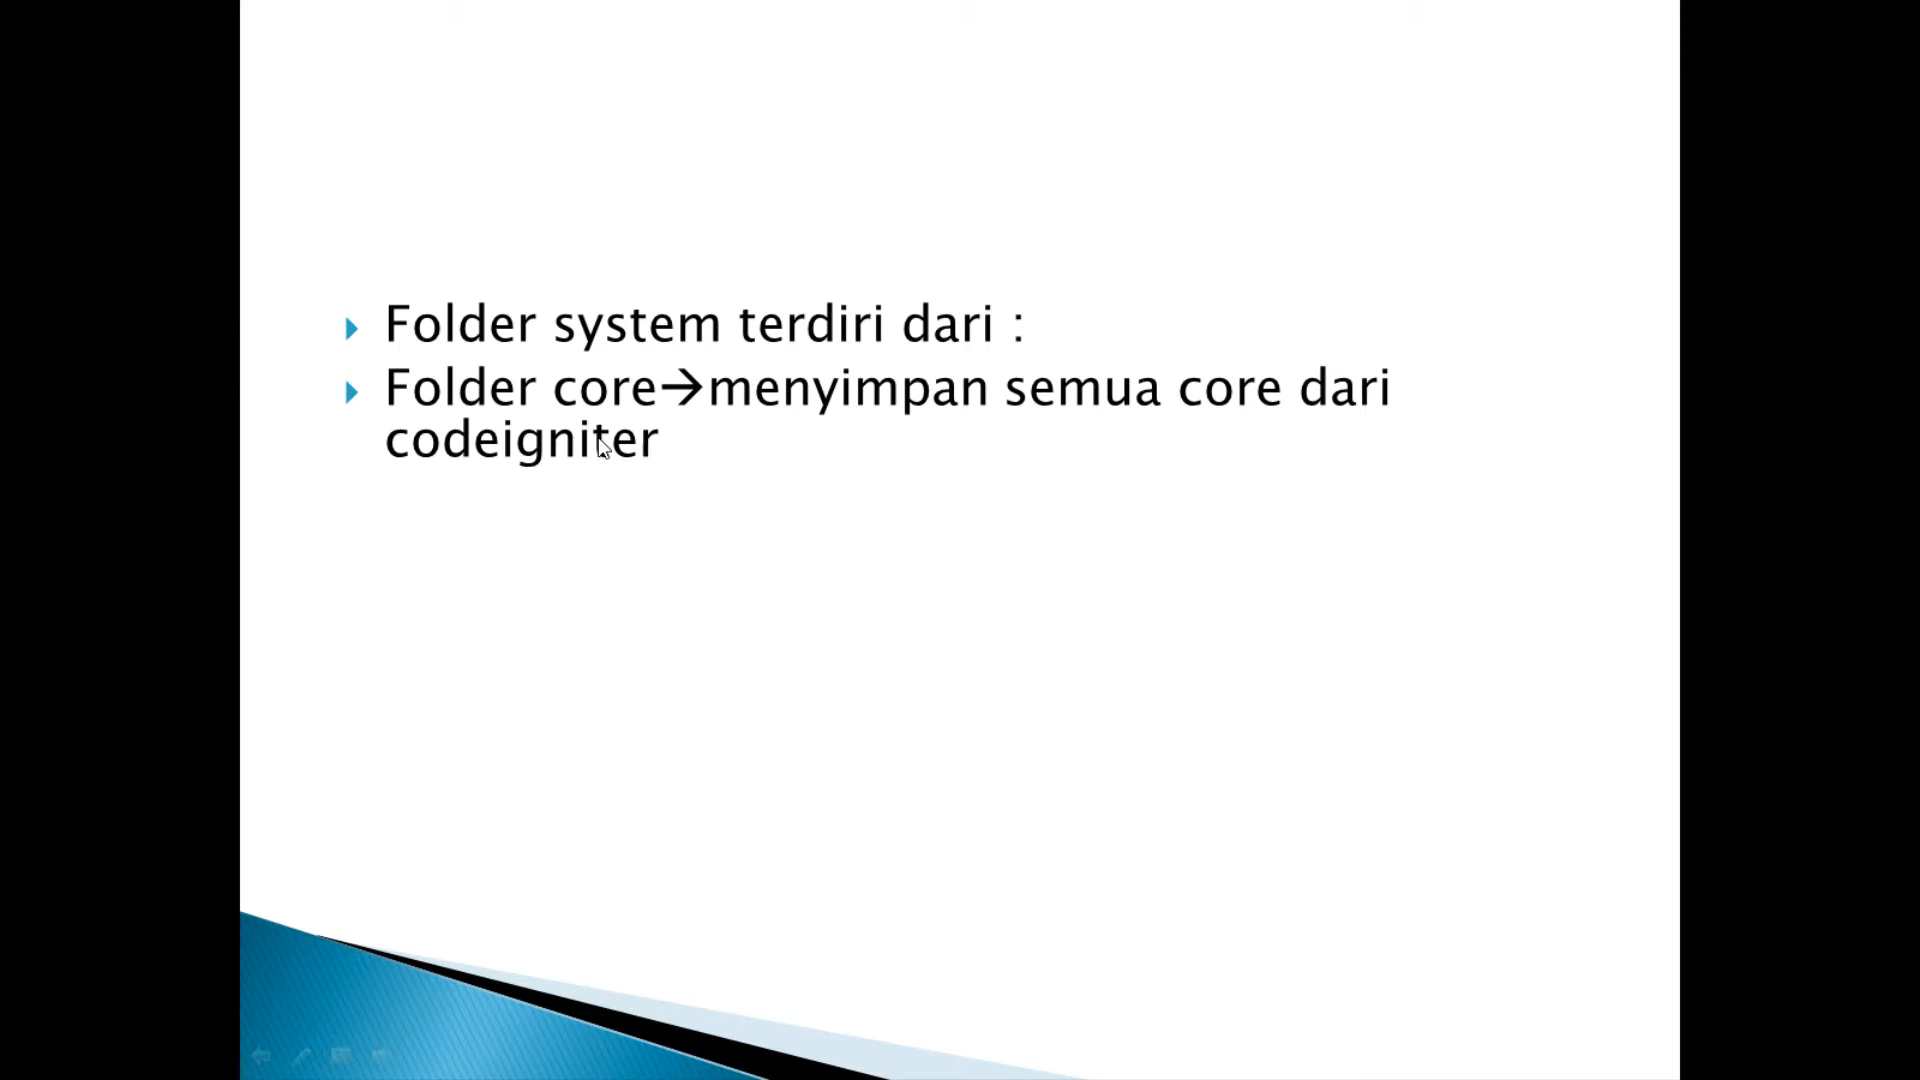 Folder system terdiri dari :
Folder core→menyimpan semua core dari
codeigniter